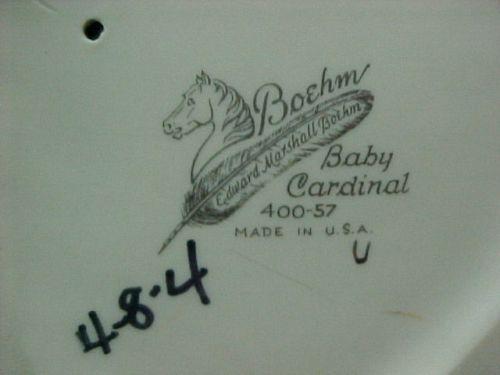 Boehm
Edward Marshall Boehm
Baby
Cardinal
400-57
MADE IN U.S.A.
U
4-8-4